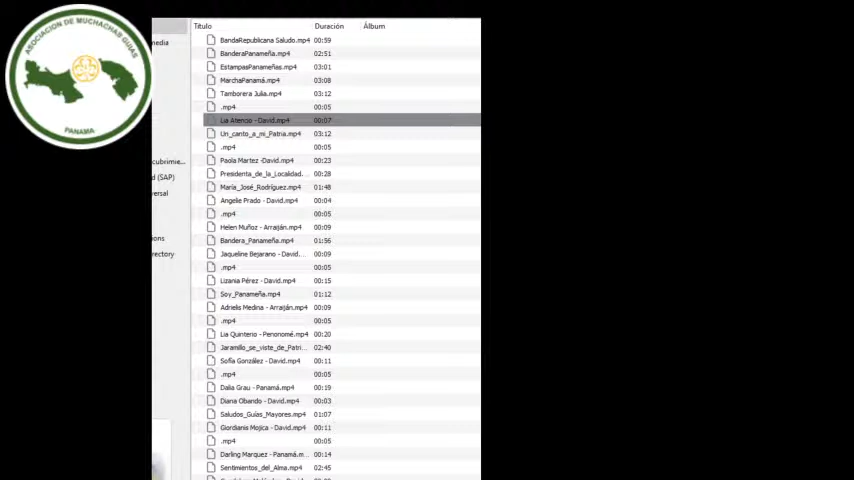 ASOCIACION DE MUCHACHAS GUIAS
PANAMA
Título Duración Álbum
media
cubrimie...
d (SAP)
versal
ions
rectory
BandaRepublicana Saludo.mp4 00:59
BanderaPanameña.mp4 02:51
EstampasPanameñas.mp4 03:01
MarchaPanamá.mp4 03:08
Tamborera Julia.mp4 03:12
.mp4 00:05
Lia Atencio - David.mp4 00:07
Un_canto_a_mi_Patria.mp4 03:12
.mp4 00:05
Paola Martez -David.mp4 00:23
Presidenta_de_la_Localidad... 00:28
María_José_Rodríguez.mp4 01:48
Angelie Prado - David.mp4 00:04
.mp4 00:05
Helen Muñoz - Arraiján.mp4 00:09
Bandera_Panameña.mp4 01:56
Jaqueline Bejarano - David... 00:09
.mp4 00:05
Lizania Pérez - David.mp4 00:15
Soy_Panameña.mp4 01:12
Adrielis Medina - Arraiján.mp4 00:09
.mp4 00:05
Lia Quinterio - Penonomé.mp4 00:20
Jaramillo_se_viste_de_Patri... 02:40
Sofía González - David.mp4 00:11
.mp4 00:05
Dalia Grau - Panamá.mp4 00:19
Diana Obando - David.mp4 00:03
Saludos_Guías_Mayores.mp4 01:07
Giordianis Mojica - David.mp4 00:11
.mp4 00:05
Darling Marquez - Panamá.m... 00:14
Sentimientos_del_Alma.mp4 02:45